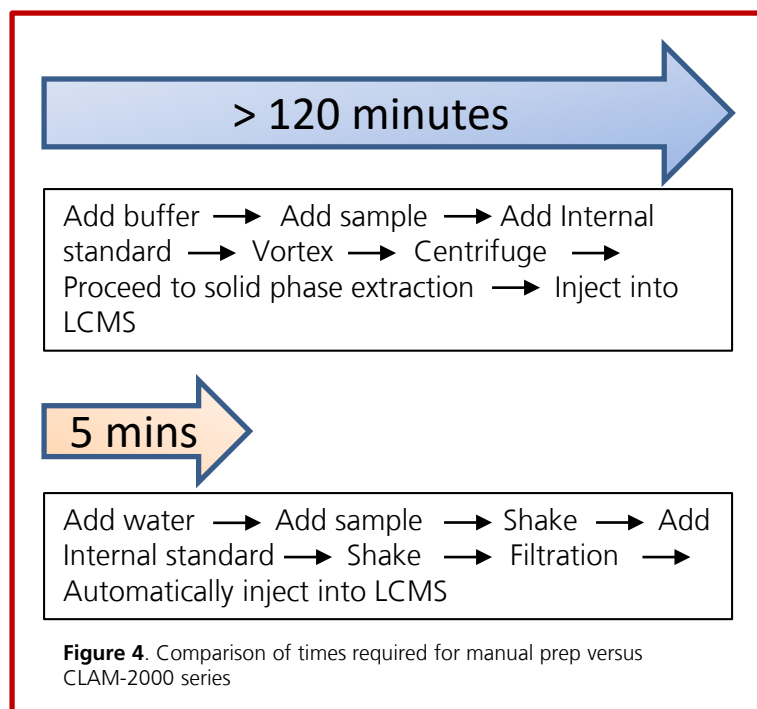 > 120 minutes
Add buffer → Add sample → Add Internal
standard → Vortex → Centrifuge →
Proceed to solid phase extraction → Inject into
LCMS
5 mins
Add water → Add sample → Shake → Add
Internal standard → Shake → Filtration →
Automatically inject into LCMS
Figure 4. Comparison of times required for manual prep versus
CLAM-2000 series